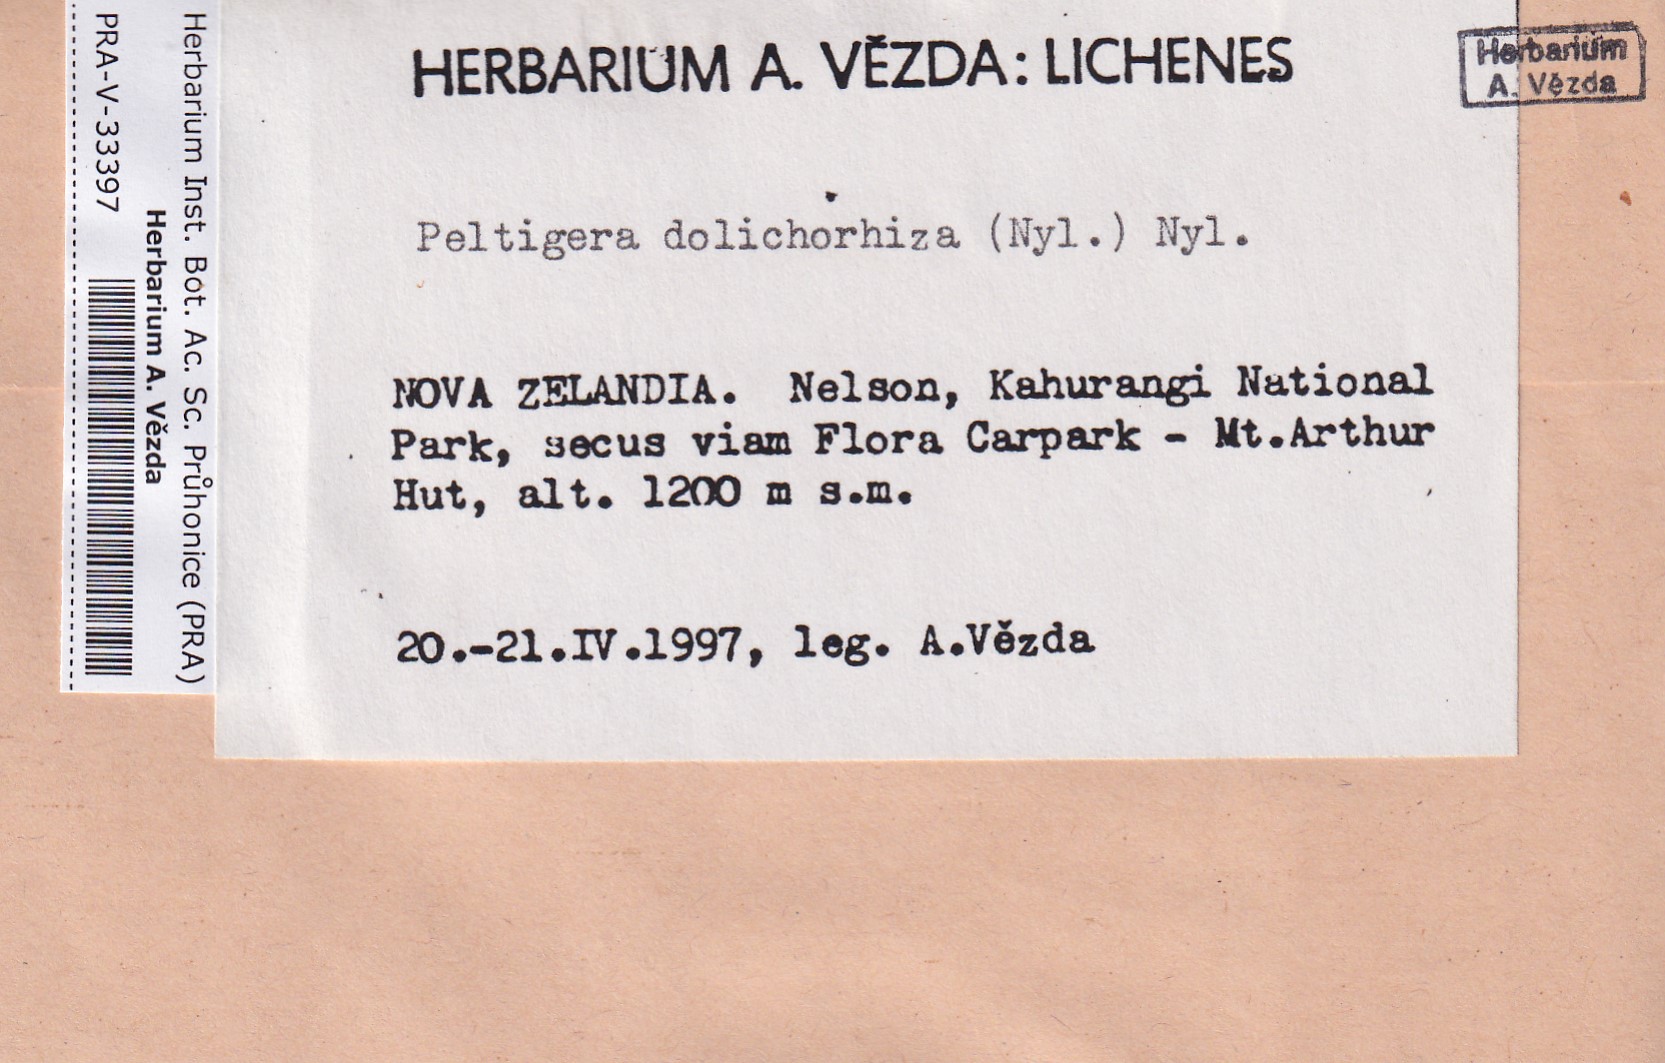 HERBARIUM A. VĚZDA: LICHENES
Herbarium
A. Vězda
Peltigera dolichorhiza (Nyl.) Nyl.
NOVA ZELANDIA. Nelson, Kahurangi National
Park, secus viam Flora Carpark - Mt.Arthur
Hut, alt. 1200 m s.m.
20.-21.IV.1997, leg. A.Vězda
Herbarium Inst. Bot. Ac. Sc. Průhonice (PRA)
Herbarium A. Vězda
PRA-V-33397